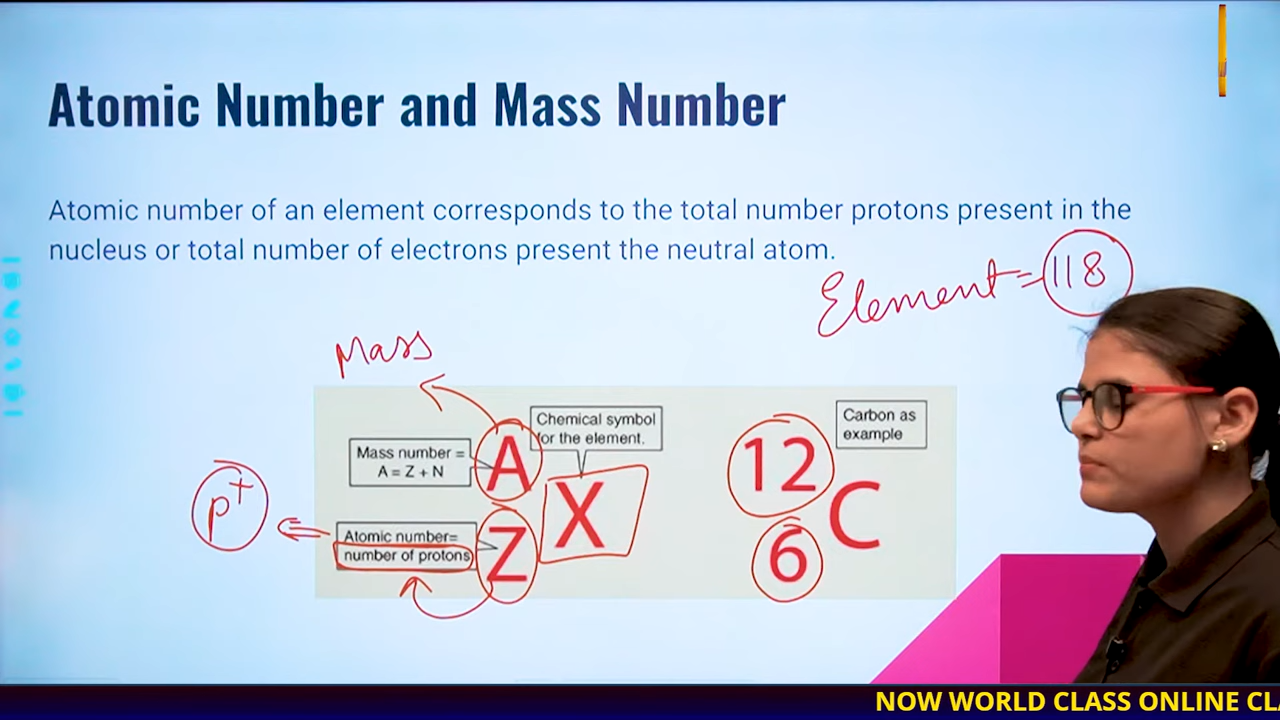 Atomic Number and Mass Number
Atomic number of an element corresponds to the total number protons present in the
nucleus or total number of electrons present the neutral atom.
Element = 118
Mass
Mass number =
A = Z + N
A
Chemical symbol
for the element.
X
p+
Atomic number=
number of protons
Z
12
6
C
Carbon as
example
NOW WORLD CLASS ONLINE CL